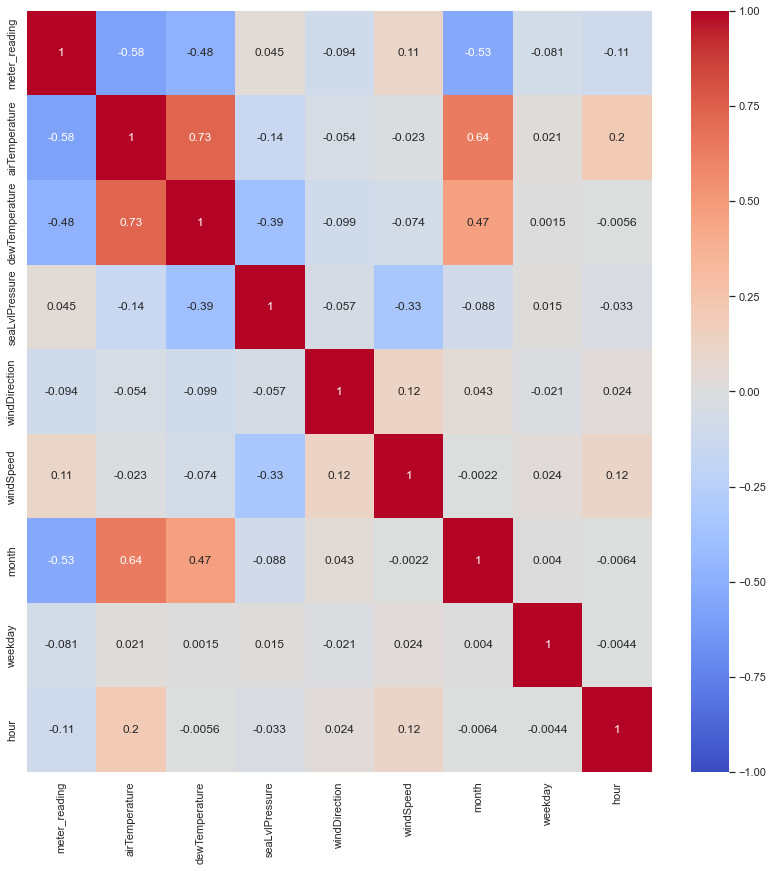 meter_reading 1 -0.58 -0.48 0.045 -0.094 0.11 -0.53 -0.081 -0.11
airTemperature -0.58 1 0.73 -0.14 -0.054 -0.023 0.64 0.021 0.2
dewTemperature -0.48 0.73 1 -0.39 -0.099 -0.074 0.47 0.0015 -0.0056
seaLvlPressure 0.045 -0.14 -0.39 1 -0.057 -0.33 -0.088 0.015 -0.033
windDirection -0.094 -0.054 -0.099 -0.057 1 0.12 0.043 -0.021 0.024
windSpeed 0.11 -0.023 -0.074 -0.33 0.12 1 -0.0022 0.024 0.12
month -0.53 0.64 0.47 -0.088 0.043 -0.0022 1 0.004 -0.0064
weekday -0.081 0.021 0.0015 0.015 -0.021 0.024 0.004 1 -0.0044
hour -0.11 0.2 -0.0056 -0.033 0.024 0.12 -0.0064 -0.0044 1
meter_reading airTemperature dewTemperature seaLvlPressure windDirection windSpeed month weekday hour
1.00
0.75
0.50
0.25
0.00
−0.25
−0.50
−0.75
−1.00